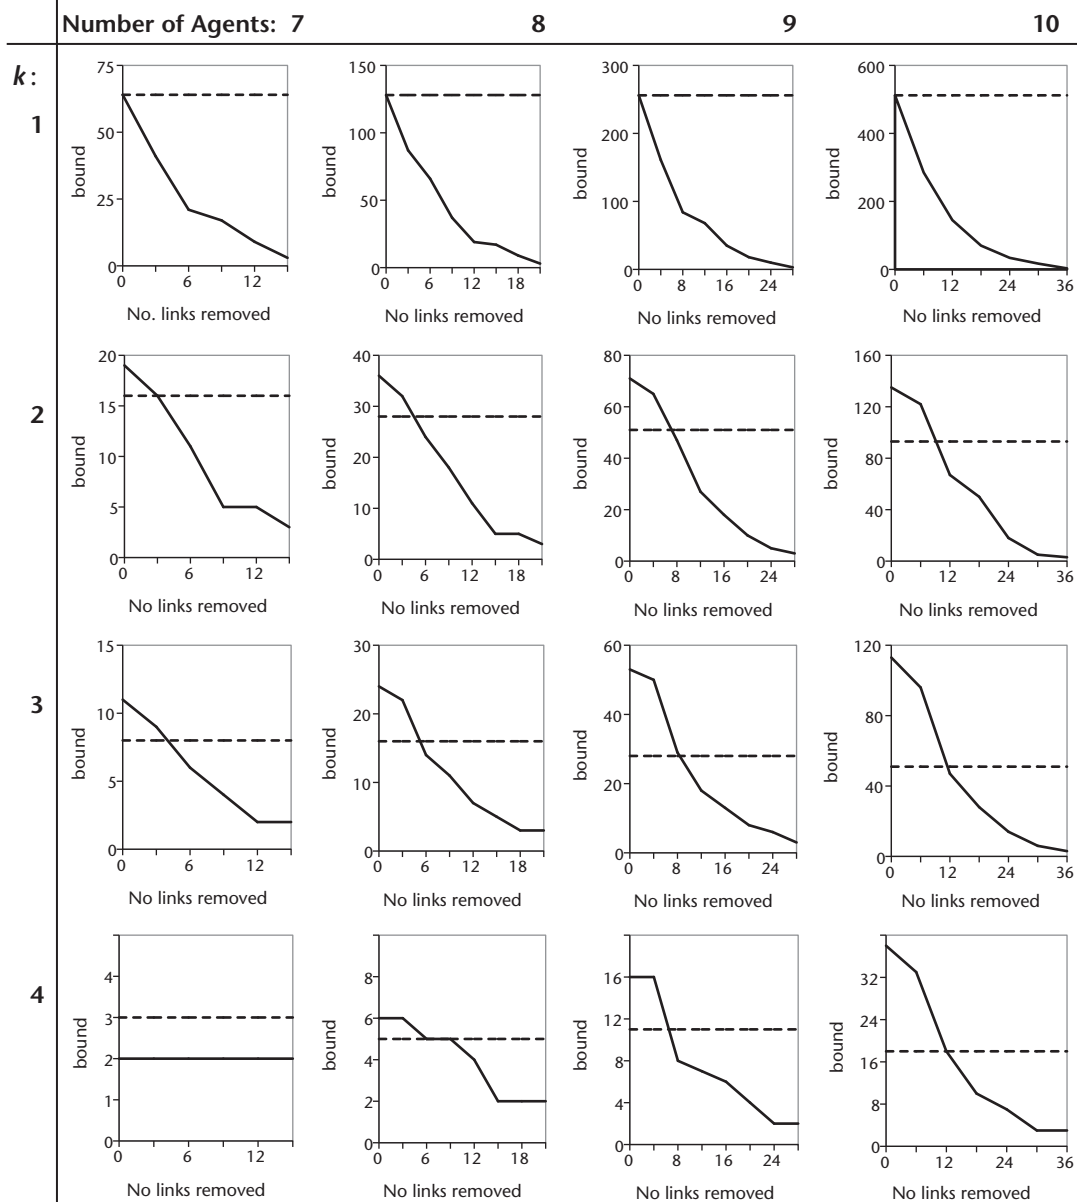 Number of Agents: 7 8 9 10
k:
1
75
50
25
0
bound
0 6 12
No. links removed
150
100
50
0
bound
0 6 12 18
No links removed
300
200
100
0
bound
0 8 16 24
No links removed
600
400
200
0
bound
0 12 24 36
No links removed
2
20
15
10
5
0
bound
0 6 12
No links removed
40
30
20
10
0
bound
0 6 12 18
No links removed
80
60
40
20
0
bound
0 8 16 24
No links removed
160
120
80
40
0
bound
0 12 24 36
No links removed
3
15
10
5
0
bound
0 6 12
No links removed
30
20
10
0
bound
0 6 12 18
No links removed
60
40
20
0
bound
0 8 16 24
No links removed
120
80
40
0
bound
0 12 24 36
No links removed
4
4
3
2
1
0
bound
0 6 12
No links removed
8
6
4
2
0
bound
0 6 12 18
No links removed
16
12
8
4
0
bound
0 8 16 24
No links removed
32
24
16
8
0
bound
0 12 24 36
No links removed